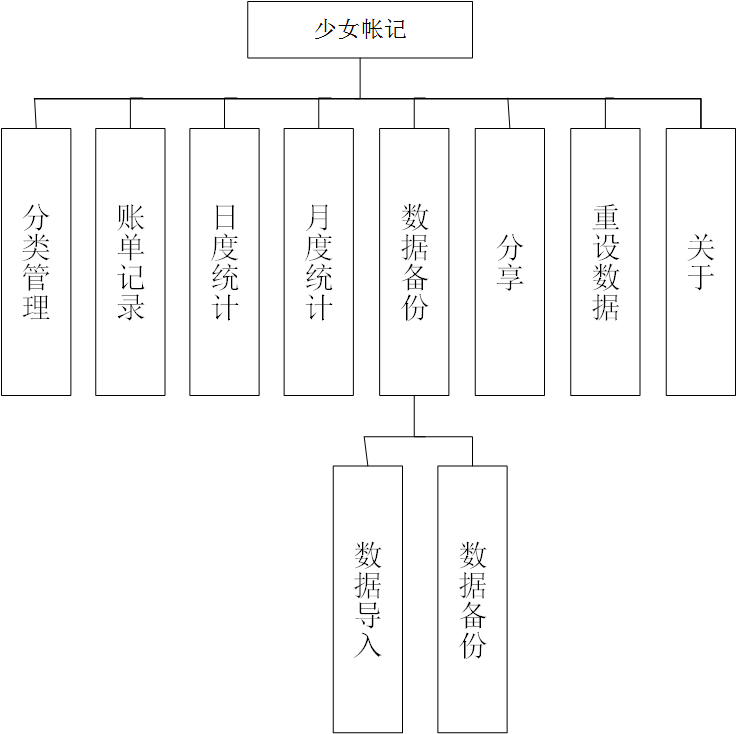 少女帐记
分类管理
账单记录
日度统计
月度统计
数据备份
分享
重设数据
关于
数据导入
数据备份